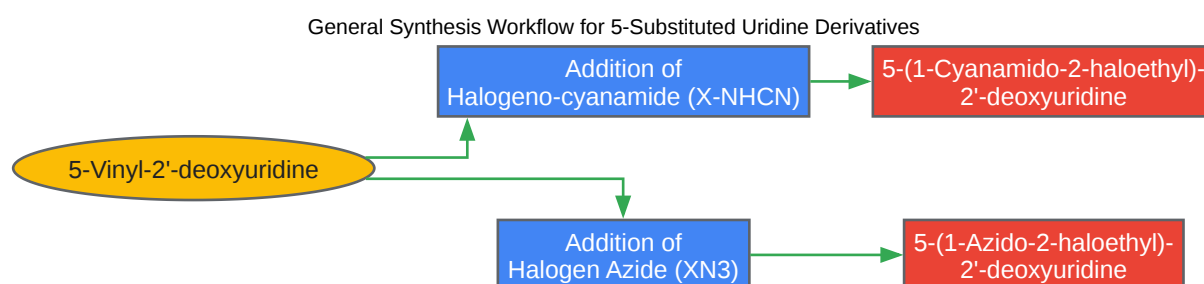 General Synthesis Workflow for 5-Substituted Uridine Derivatives
Addition of
Halogeno-cyanamide (X-NHCN)
5-(1-Cyanamido-2-haloethyl)-
2'-deoxyuridine
5-Vinyl-2'-deoxyuridine
Addition of
Halogen Azide (XN3)
5-(1-Azido-2-haloethyl)-
2'-deoxyuridine